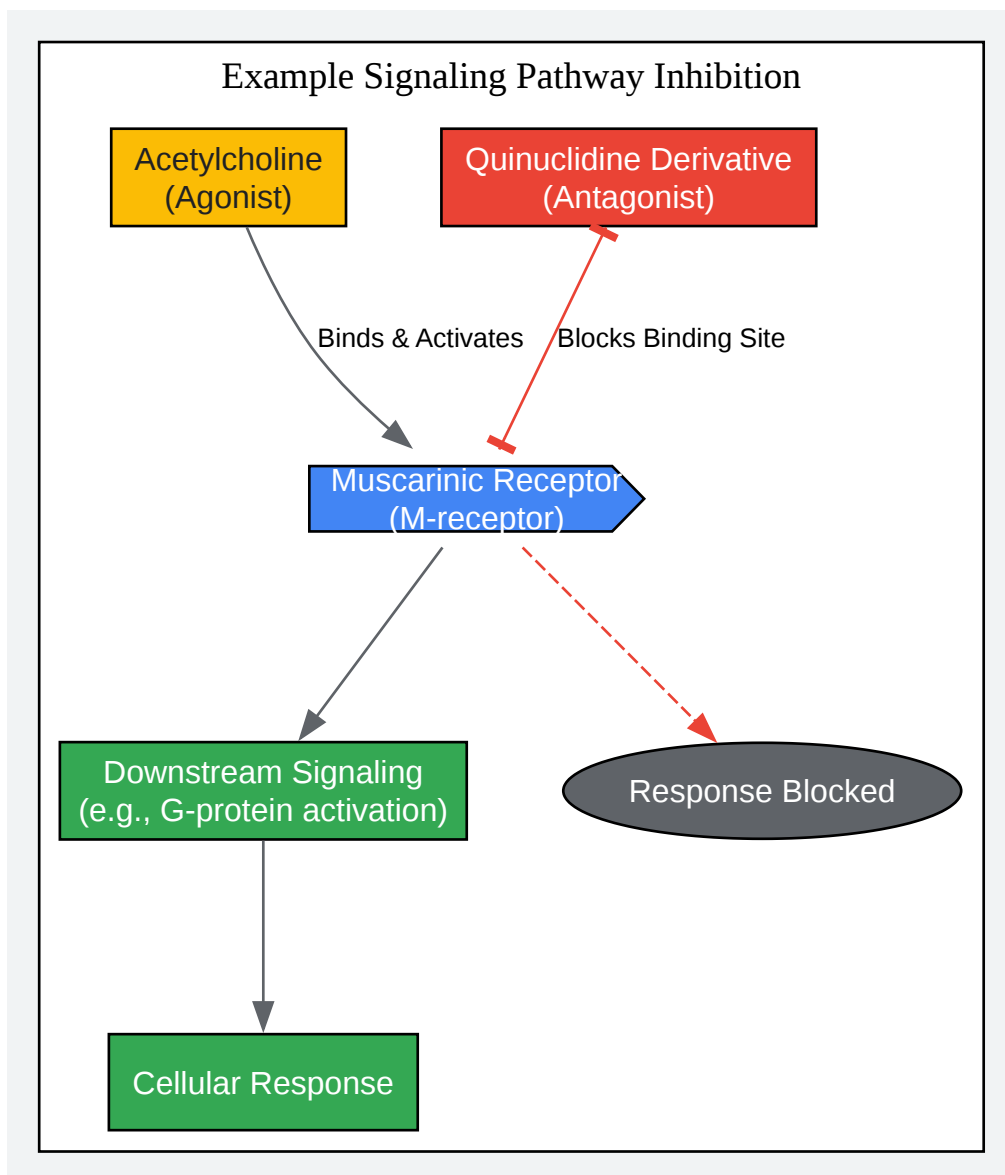 Example Signaling Pathway Inhibition
Acetylcholine
(Agonist)
Quinuclidine Derivative
(Antagonist)
Binds & Activates
Blocks Binding Site
Muscarinic Receptor
(M-receptor)
Downstream Signaling
(e.g., G-protein activation)
Response Blocked
Cellular Response